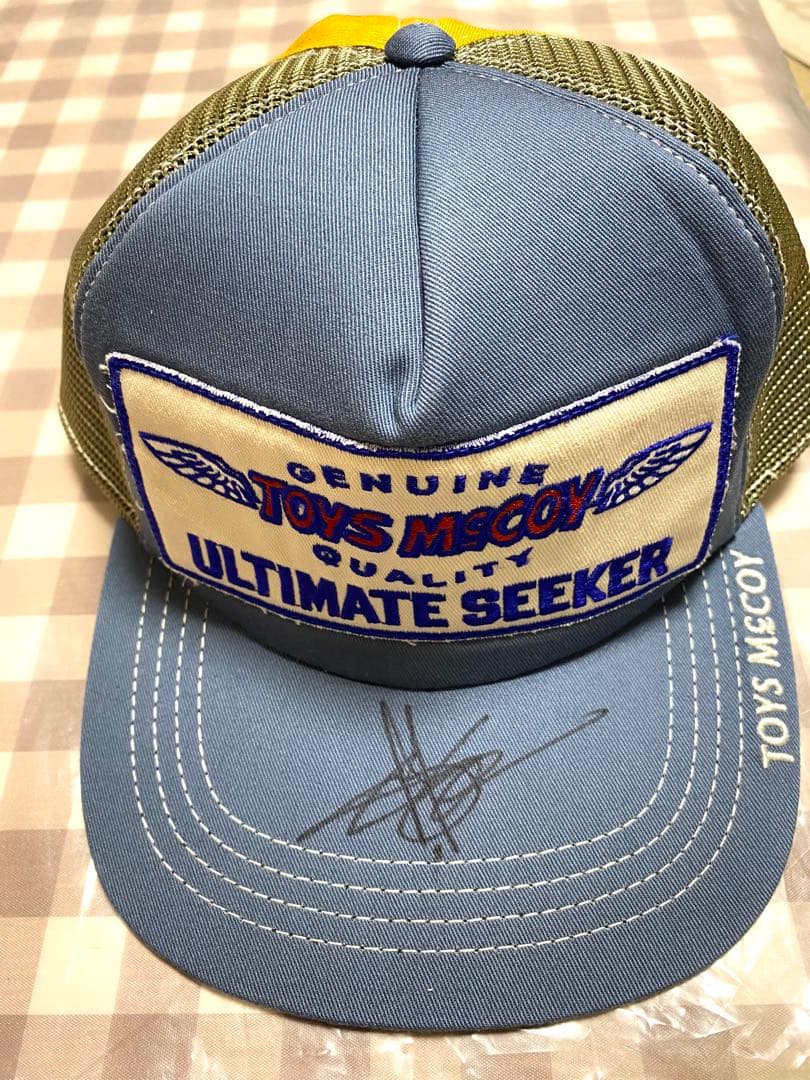 GENUINE
TOYS McCOY
QUALITY
ULTIMATE SEEKER
TOYS McCOY